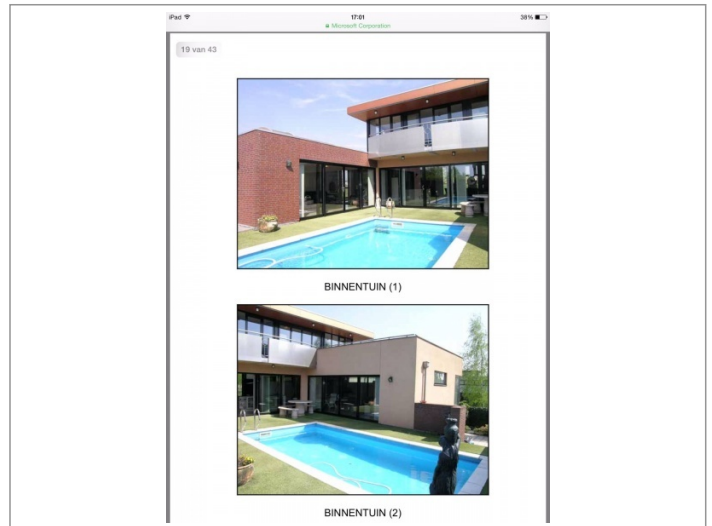 iPad
17:01
38%
Microsoft Corporation
19 van 43
BINNENTUIN (1)
BINNENTUIN (2)